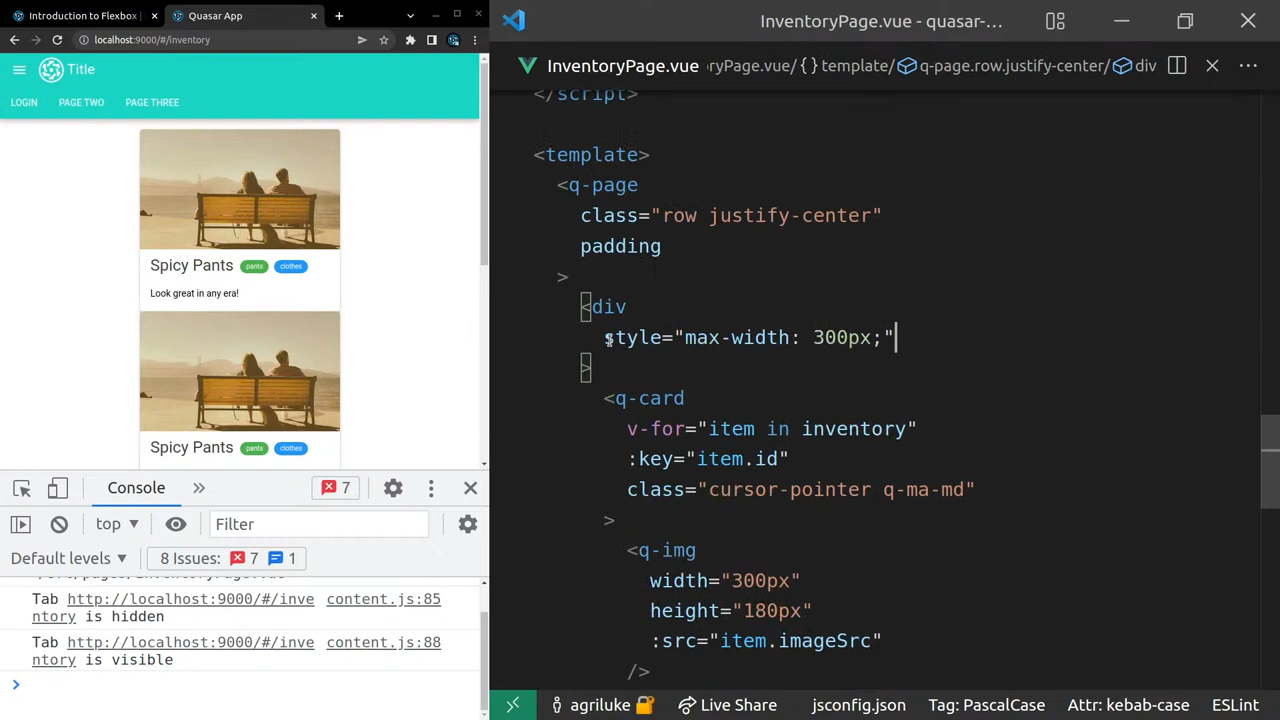 Introduction to Flexbox |
Quasar App
localhost:9000/#/inventory
Title
LOGIN
PAGE TWO
PAGE THREE
Spicy Pants
pants
clothes
Look great in any era!
Spicy Pants
pants
clothes
Console
7
top
Filter
Default levels
8 Issues: 7 1
Tab http://localhost:9000/#/inve content.js:85
ntory is hidden
Tab http://localhost:9000/#/inve content.js:88
ntory is visible
InventoryPage.vue - quasar-...
InventoryPage.vue
oryPage.vue/ {} template/ q-page.row.justify-center/ div
</script>
<template>
<q-page
class="row justify-center"
padding
>
<div
style="max-width: 300px;"
>
<q-card
v-for="item in inventory"
:key="item.id"
class="cursor-pointer q-ma-md"
>
<q-img
width="300px"
height="180px"
:src="item.imageSrc"
/>
agriluke
Live Share
jsconfig.json
Tag: PascalCase
Attr: kebab-case
ESLint